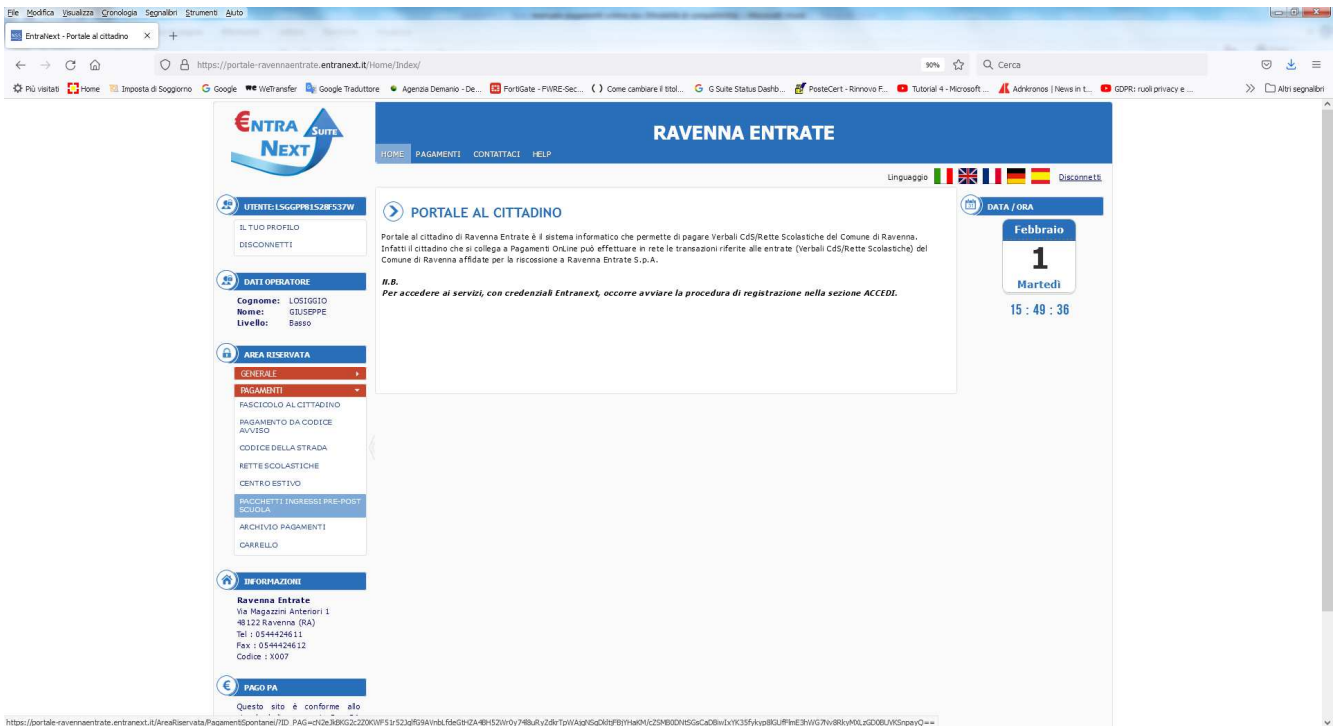 File Modifica Visualizza Cronologia Segnalibri Strumenti Aiuto
EntraNext - Portale al cittadino
https://portale-ravennaentrate.entranext.it/Home/Index/
90%
Cerca
Più visitati Home Imposta di Soggiorno Google WeTransfer Google Traduttore Agenzia Demanio - De... FortiGate - FWRE-Sec... Come cambiare il titol... G Suite Status Dashb... PosteCert - Rinnovo F... Tutorial 4 - Microsoft ... Adnkronos | News in t... GDPR: ruoli privacy e ... Altri segnalibri
€NTRA SUITE
NEXT
RAVENNA ENTRATE
HOME PAGAMENTI CONTATTACI HELP
Linguaggio Disconnetti
UTENTE: LSGGPP81S28F537W
IL TUO PROFILO
DISCONNETTI
DATI OPERATORE
Cognome: LOSIGGIO
Nome: GIUSEPPE
Livello: Basso
AREA RISERVATA
GENERALE
PAGAMENTI
FASCICOLO AL CITTADINO
PAGAMENTO DA CODICE
AVVISO
CODICE DELLA STRADA
RETTE SCOLASTICHE
CENTRO ESTIVO
PACCHETTI INGRESSI PRE-POST
SCUOLA
ARCHIVIO PAGAMENTI
CARRELLO
INFORMAZIONI
Ravenna Entrate
Via Magazzini Anteriori 1
48122 Ravenna (RA)
Tel : 0544424611
Fax : 0544424612
Codice : X007
PAGO PA
Questo sito è conforme allo
PORTALE AL CITTADINO
Portale al cittadino di Ravenna Entrate è il sistema informatico che permette di pagare Verbali CdS/Rette Scolastiche del Comune di Ravenna.
Infatti il cittadino che si collega a Pagamenti OnLine può effettuare in rete le transazioni riferite alle entrate (Verbali CdS/Rette Scolastiche) del
Comune di Ravenna affidate per la riscossione a Ravenna Entrate S.p.A.
N.B.
Per accedere ai servizi, con credenziali Entranext, occorre avviare la procedura di registrazione nella sezione ACCEDI.
DATA / ORA
Febbraio
1
Martedì
15 : 49 : 36